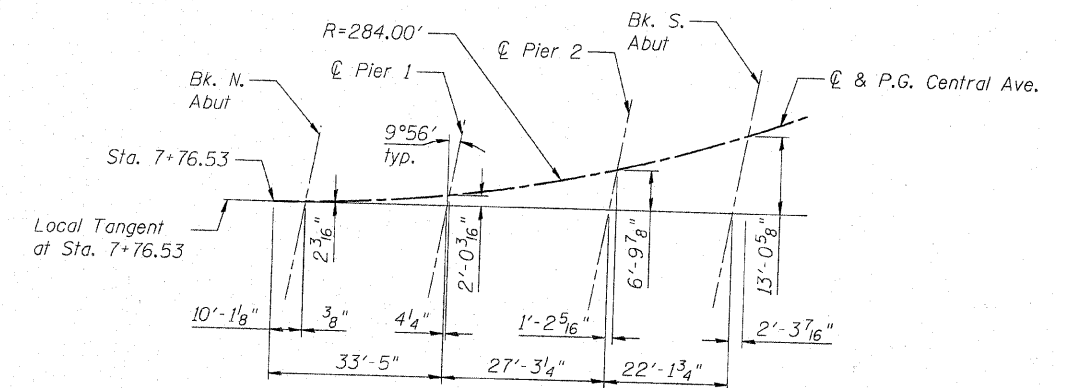 Bk. S.
Abut
R=284.00'
℄ Pier 2
℄ Pier 1
Bk. N.
Abut
℄ & P.G. Central Ave.
9°56'
typ.
Sta. 7+76.53
Local Tangent
at Sta. 7+76.53
2 3/16"
2'-0 3/16"
6'-9 7/8"
13'-0 5/8"
10'-1 1/8"
3/8"
4 1/4"
1'-2 5/16"
2'-3 7/16"
33'-5"
27'-3 1/4"
22'-1 3/4"